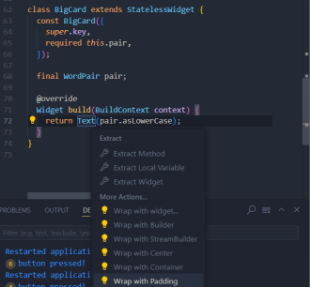 62 class BigCard extends StatelessWidget {
63 const BigCard({
64 super.key,
65 required this.pair,
66 });
67
68 final WordPair pair;
69
70 @override
71 Widget build(BuildContext context) {
72 return Text(pair.asLowerCase);
73 }
74 }
75
Extract
Extract Method
Extract Local Variable
Extract Widget
More Actions...
Wrap with widget...
Wrap with Builder
Wrap with StreamBuilder
Wrap with Center
Wrap with Container
Wrap with Padding
PROBLEMS OUTPUT DE
Filter (e.g. text, !exclude,
Restarted applicati
6 button pressed!
Restarted applicati
6 button pressed!